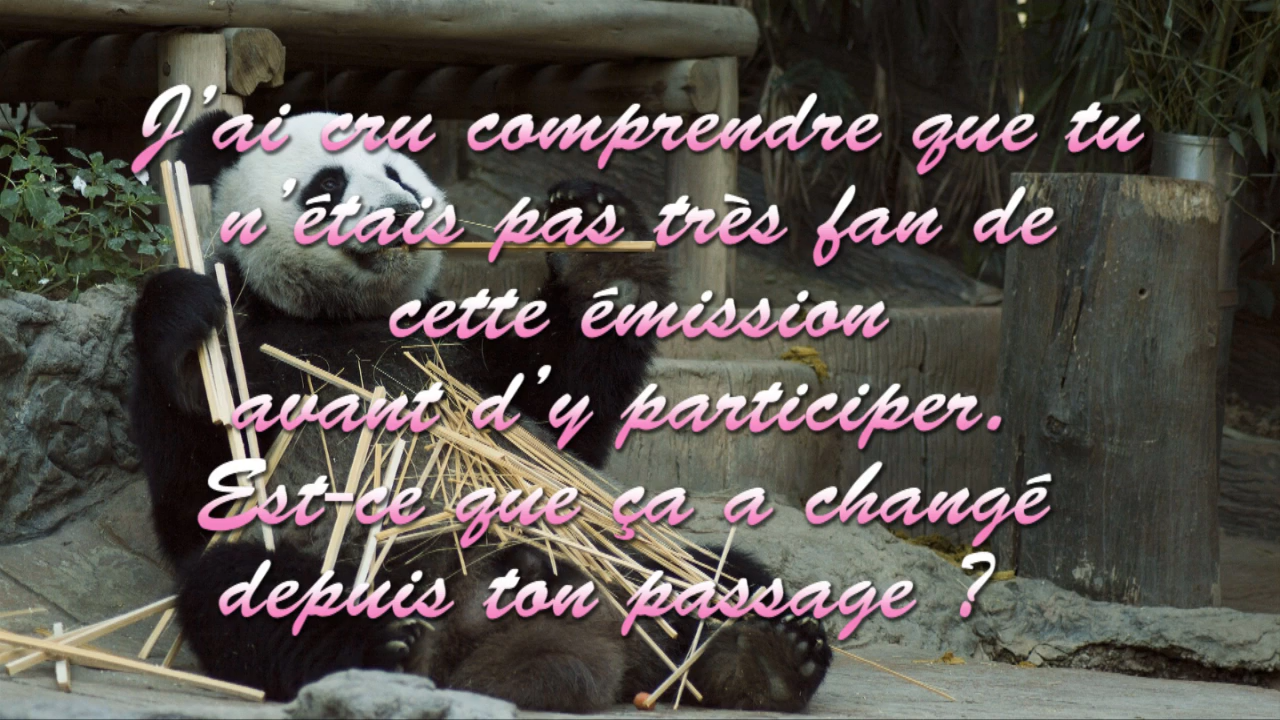 J'ai cru comprendre que tu
n'étais pas très fan de
cette émission
avant d'y participer.
Est-ce que ça a changé
depuis ton passage ?